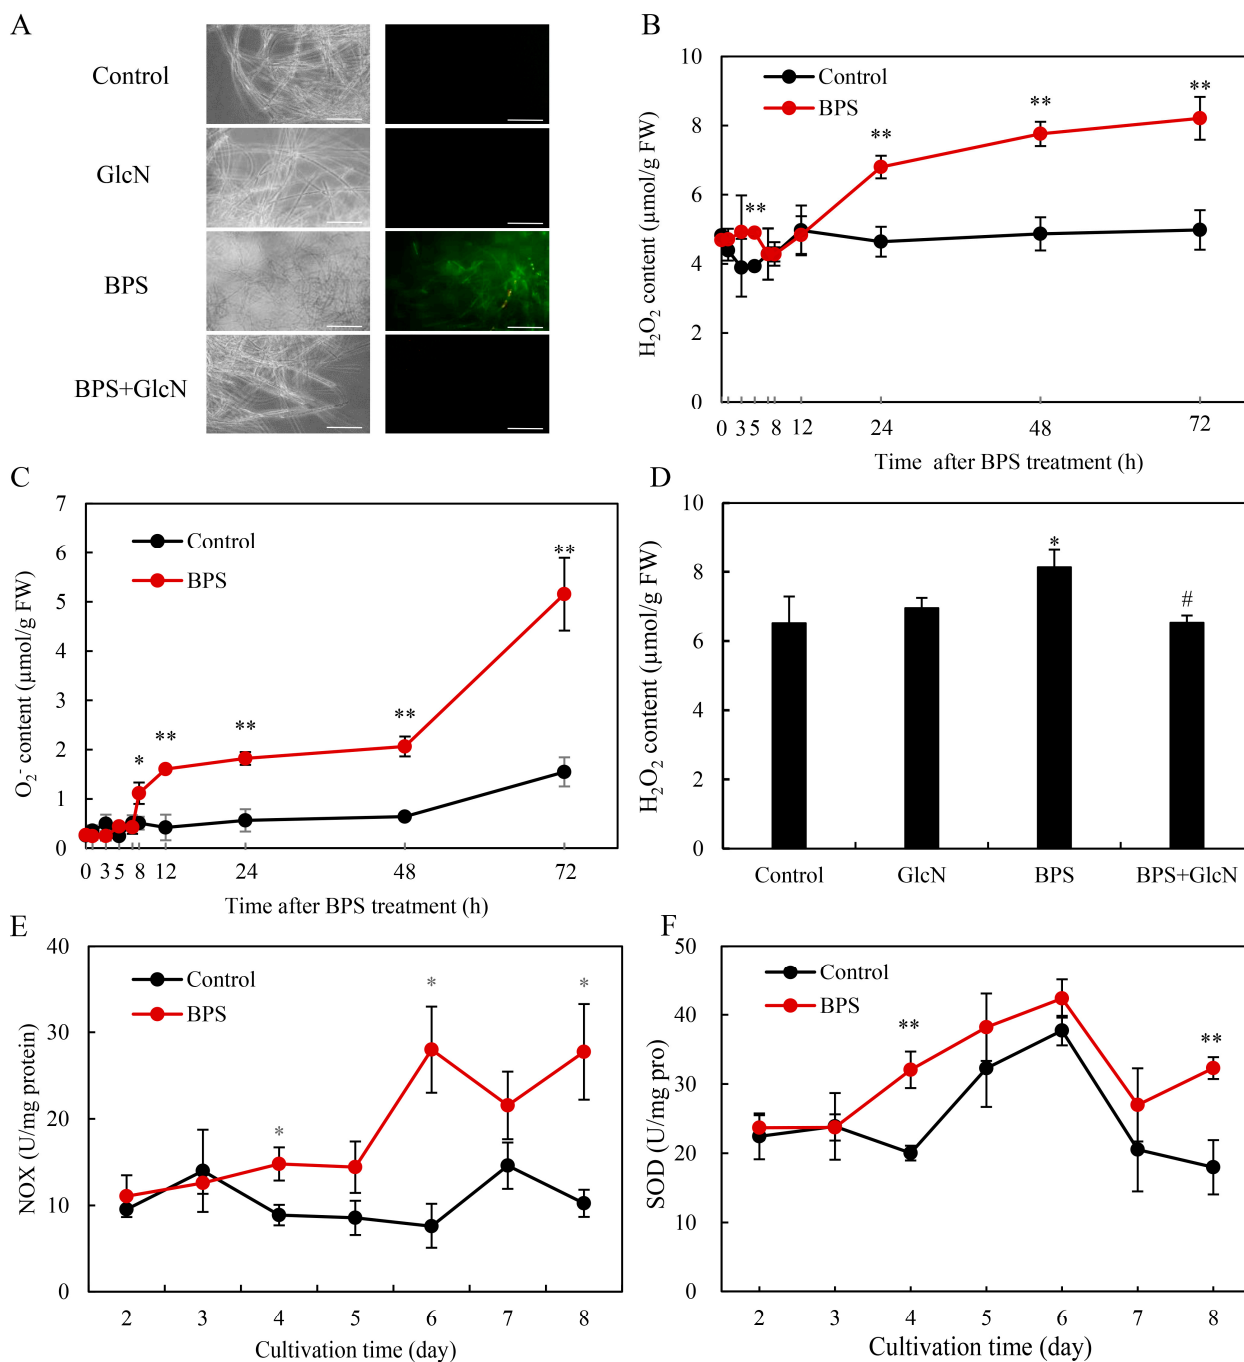 A
Control
GlcN
BPS
BPS+GlcN
B
Control
BPS
**
**
**
**
10
8
6
4
2
0
H₂O₂ content (µmol/g FW)
0 3 5 8 12 24 48 72
Time after BPS treatment (h)
C
Control
BPS
*
**
**
**
**
7
6
5
4
3
2
1
0
O₂⁻ content (µmol/g FW)
0 3 5 8 12 24 48 72
Time after BPS treatment (h)
D
10
8
6
4
2
0
H₂O₂ content (µmol/g FW)
*
#
Control GlcN BPS BPS+GlcN
E
Control
BPS
*
*
*
40
30
20
10
0
NOX (U/mg protein)
2 3 4 5 6 7 8
Cultivation time (day)
F
Control
BPS
**
**
50
40
30
20
10
0
SOD (U/mg pro)
2 3 4 5 6 7 8
Cultivation time (day)